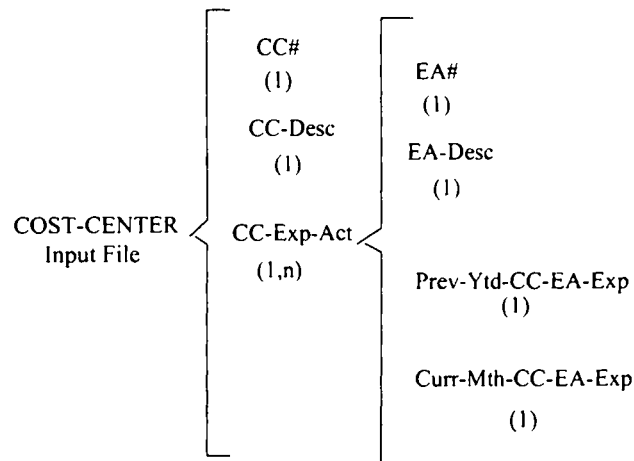 CC#
(1)
CC-Desc
(1)
COST-CENTER
Input File
CC-Exp-Act
(1,n)
EA#
(1)
EA-Desc
(1)
Prev-Ytd-CC-EA-Exp
(1)
Curr-Mth-CC-EA-Exp
(1)